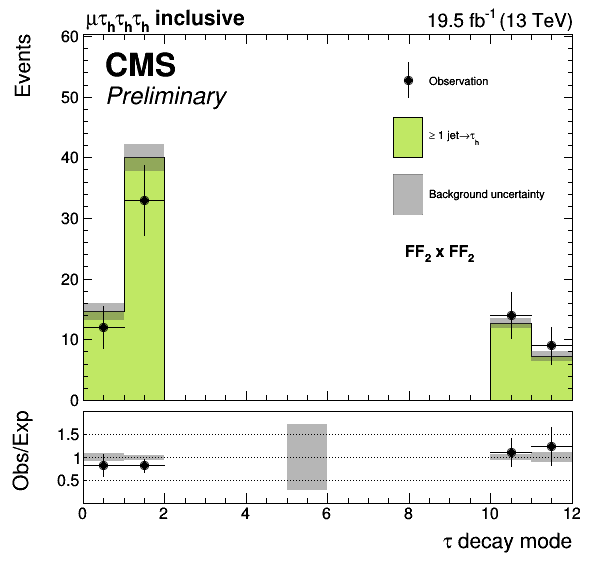 μτₕτₕτₕ inclusive
19.5 fb⁻¹ (13 TeV)
Events
CMS
Preliminary
Observation
≥ 1 jet→τₕ
Background uncertainty
FF₂ x FF₂
60
50
40
30
20
10
0
Obs/Exp
1.5
1
0.5
0 2 4 6 8 10 12
τ decay mode